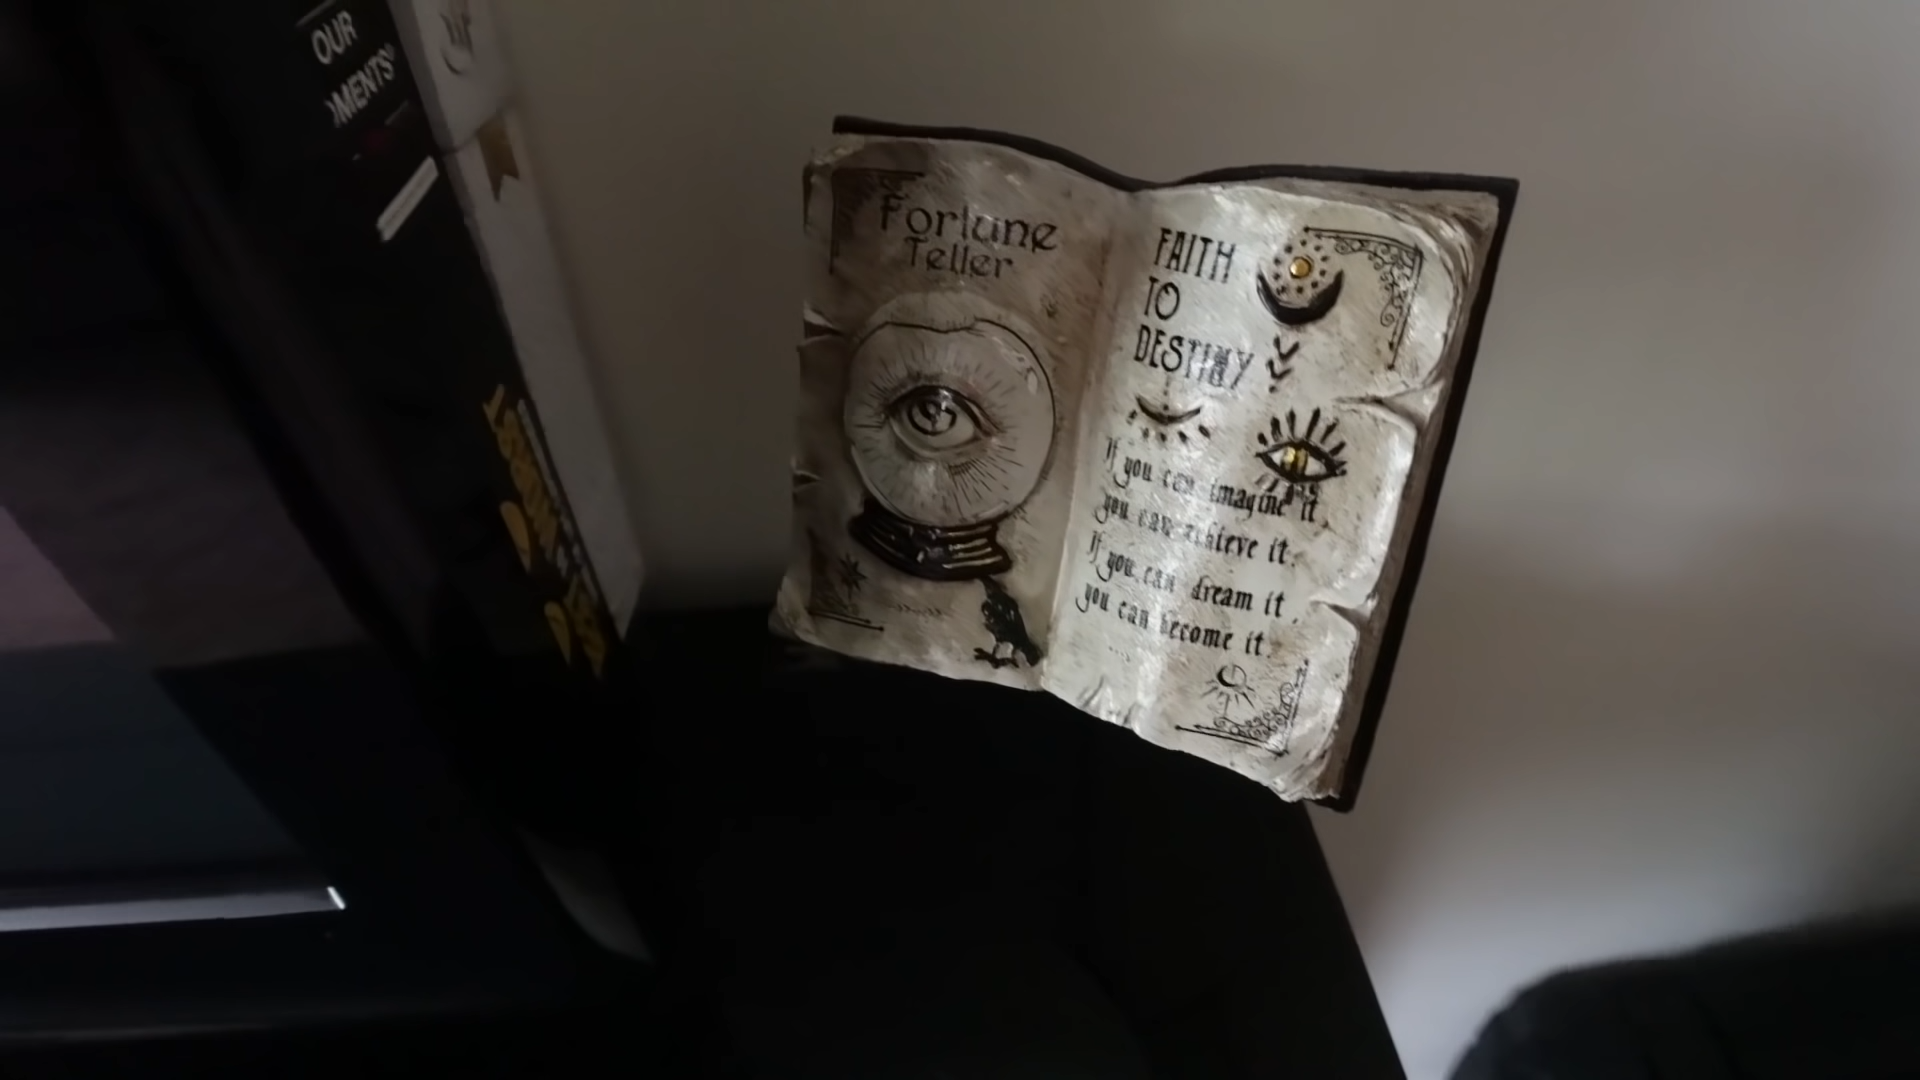 OUR
Fortune
Teller
FAITH
TO
DESTINY
If you can imagine it
you can achieve it.
If you can dream it,
you can become it.